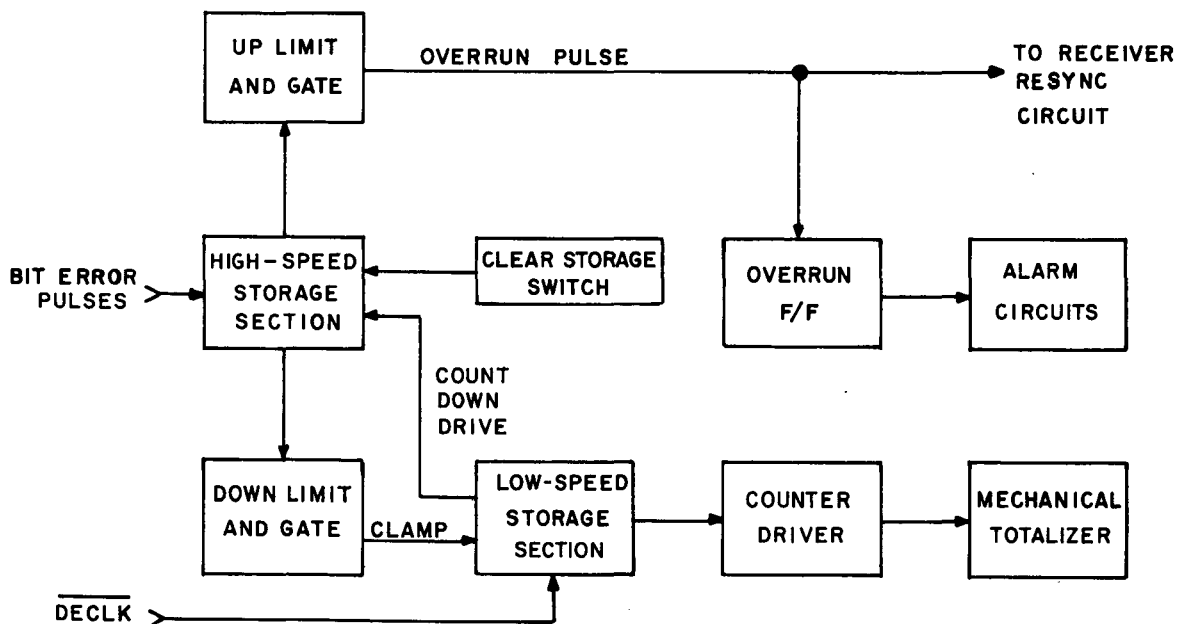 UP LIMIT
AND GATE
OVERRUN PULSE
TO RECEIVER
RESYNC
CIRCUIT
BIT ERROR
PULSES
HIGH-SPEED
STORAGE
SECTION
CLEAR STORAGE
SWITCH
OVERRUN
F/F
ALARM
CIRCUITS
COUNT
DOWN
DRIVE
DOWN LIMIT
AND GATE
CLAMP
LOW-SPEED
STORAGE
SECTION
COUNTER
DRIVER
MECHANICAL
TOTALIZER
DECLK